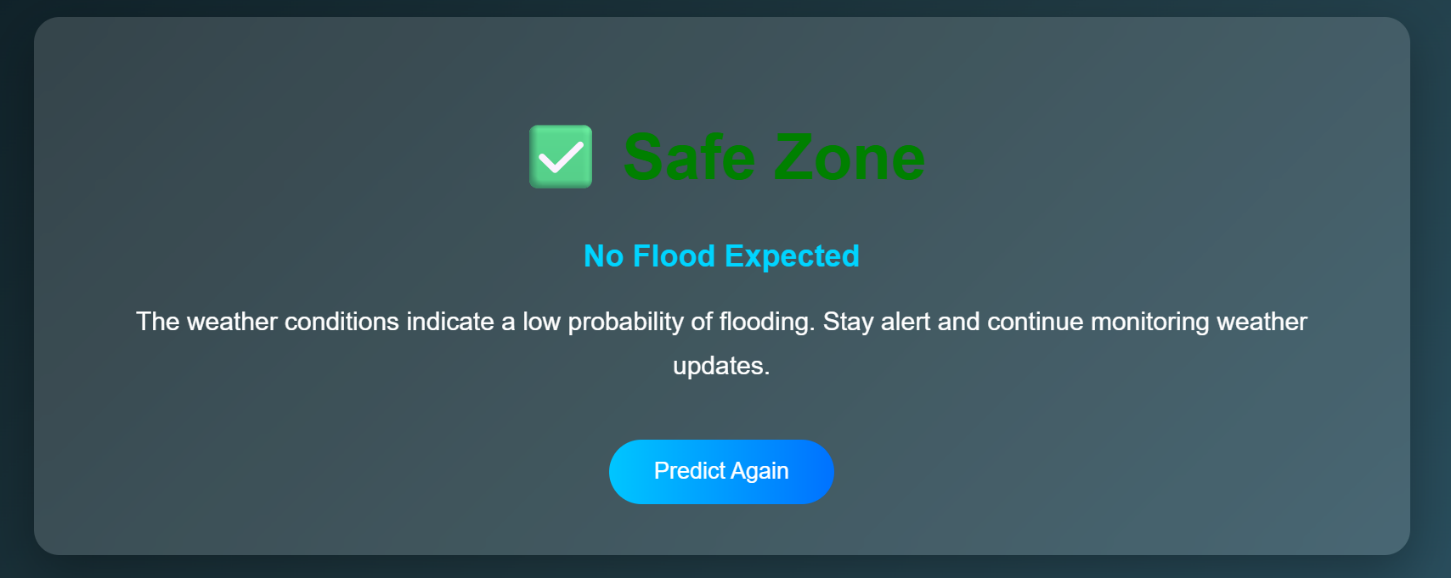 Safe Zone
No Flood Expected
The weather conditions indicate a low probability of flooding. Stay alert and continue monitoring weather
updates.
Predict Again